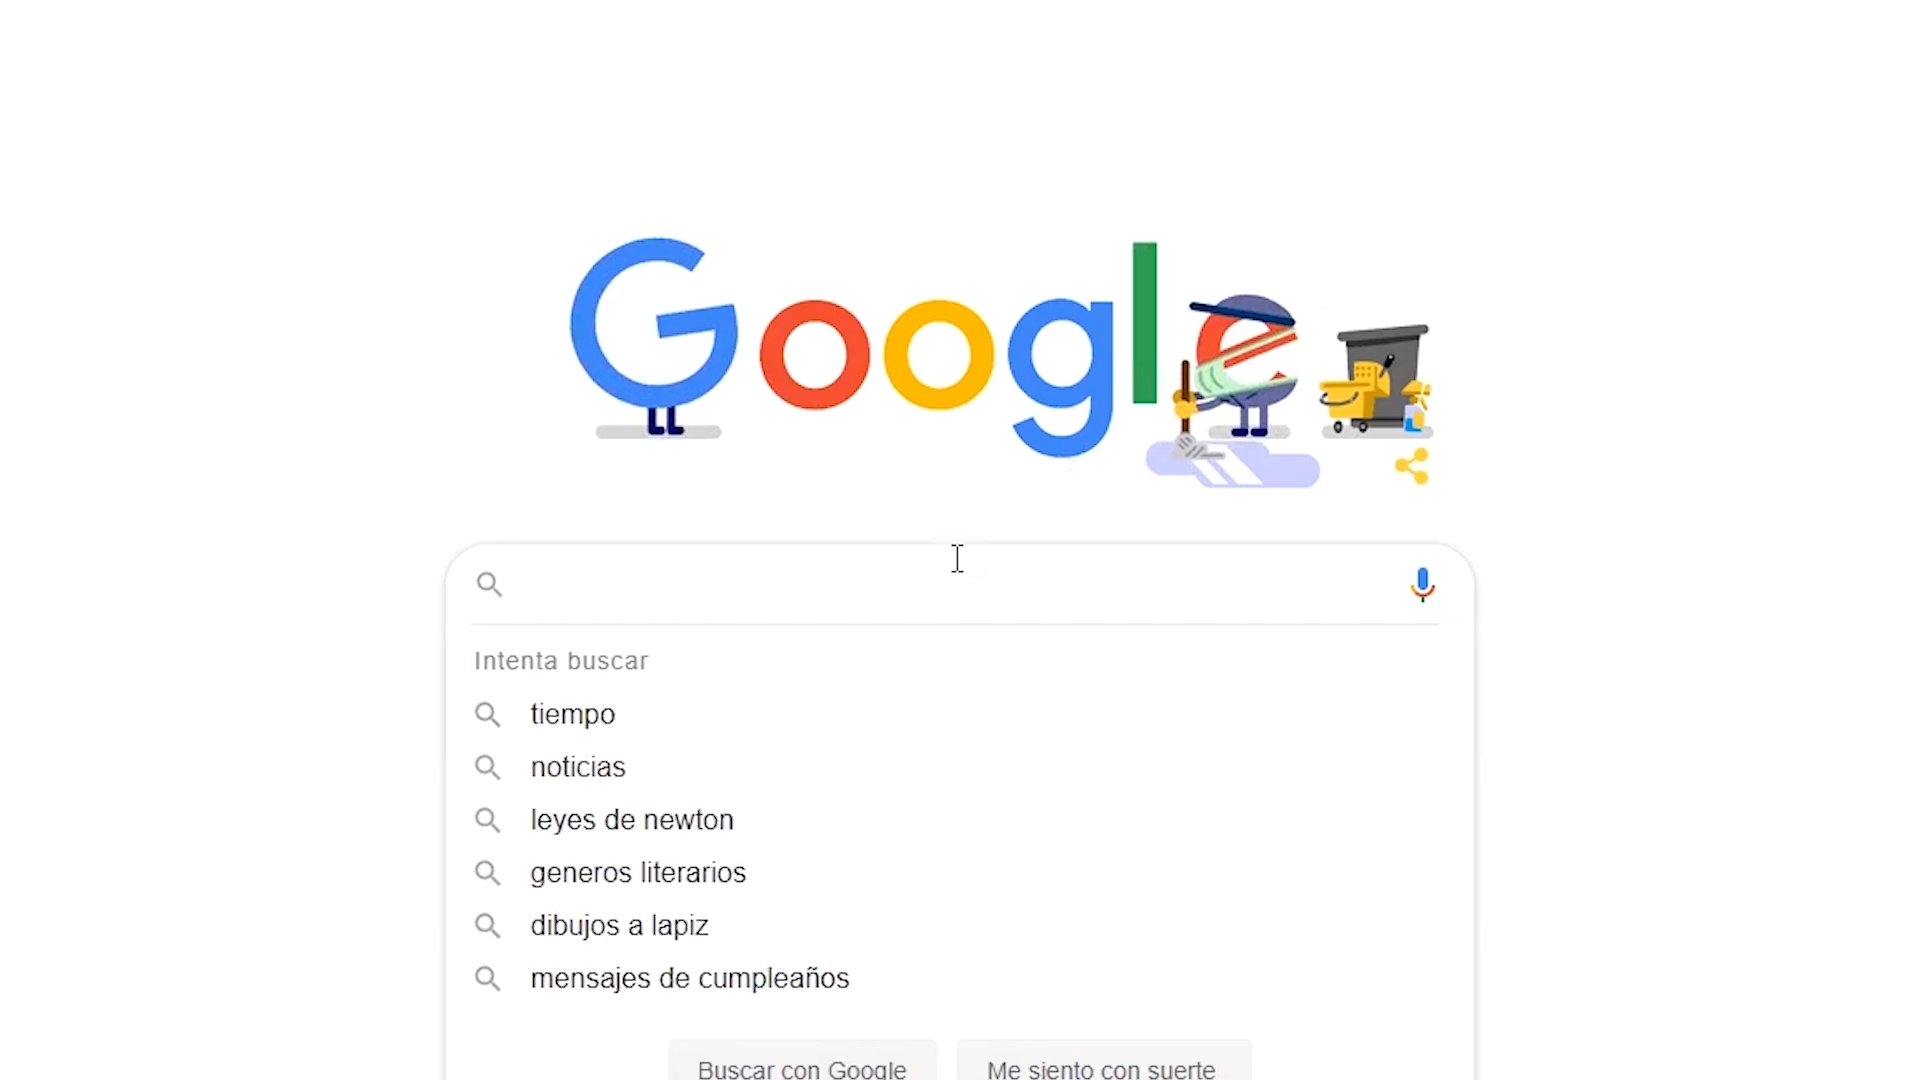 Google
Intenta buscar
tiempo
noticias
leyes de newton
generos literarios
dibujos a lapiz
mensajes de cumpleaños
Buscar con Google
Me siento con suerte